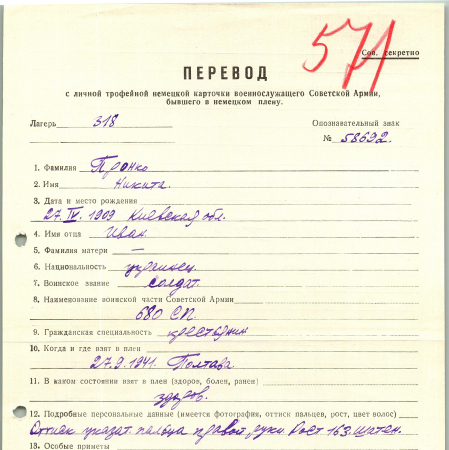 571
Сов. секретно
ПЕРЕВОД
с личной трофейной немецкой карточки военнослужащего Советской Армии,
бывшего в немецком плену.
Лагерь 318 Опознавательный знак
№ 58692.
1. Фамилия Пронко
2. Имя Никита.
3. Дата и место рождения
27.IV.1909 Киевская обл.
4. Имя отца Иван.
5. Фамилия матери —
6. Национальность украинец.
7. Воинское звание солдат.
8. Наименование воинской части Советской Армии
680 СП.
9. Гражданская специальность крестьянин
10. Когда и где взят в плен
27.9.1941. Полтава
11. В каком состоянии взят в плен (здоров, болен, ранен)
здоров.
12. Подробные персональные данные (имеется фотография, оттиск пальцев, рост, цвет волос)
Оттиск указат. пальца правой руки. Рост 163. Шатен.
13. Особые приметы